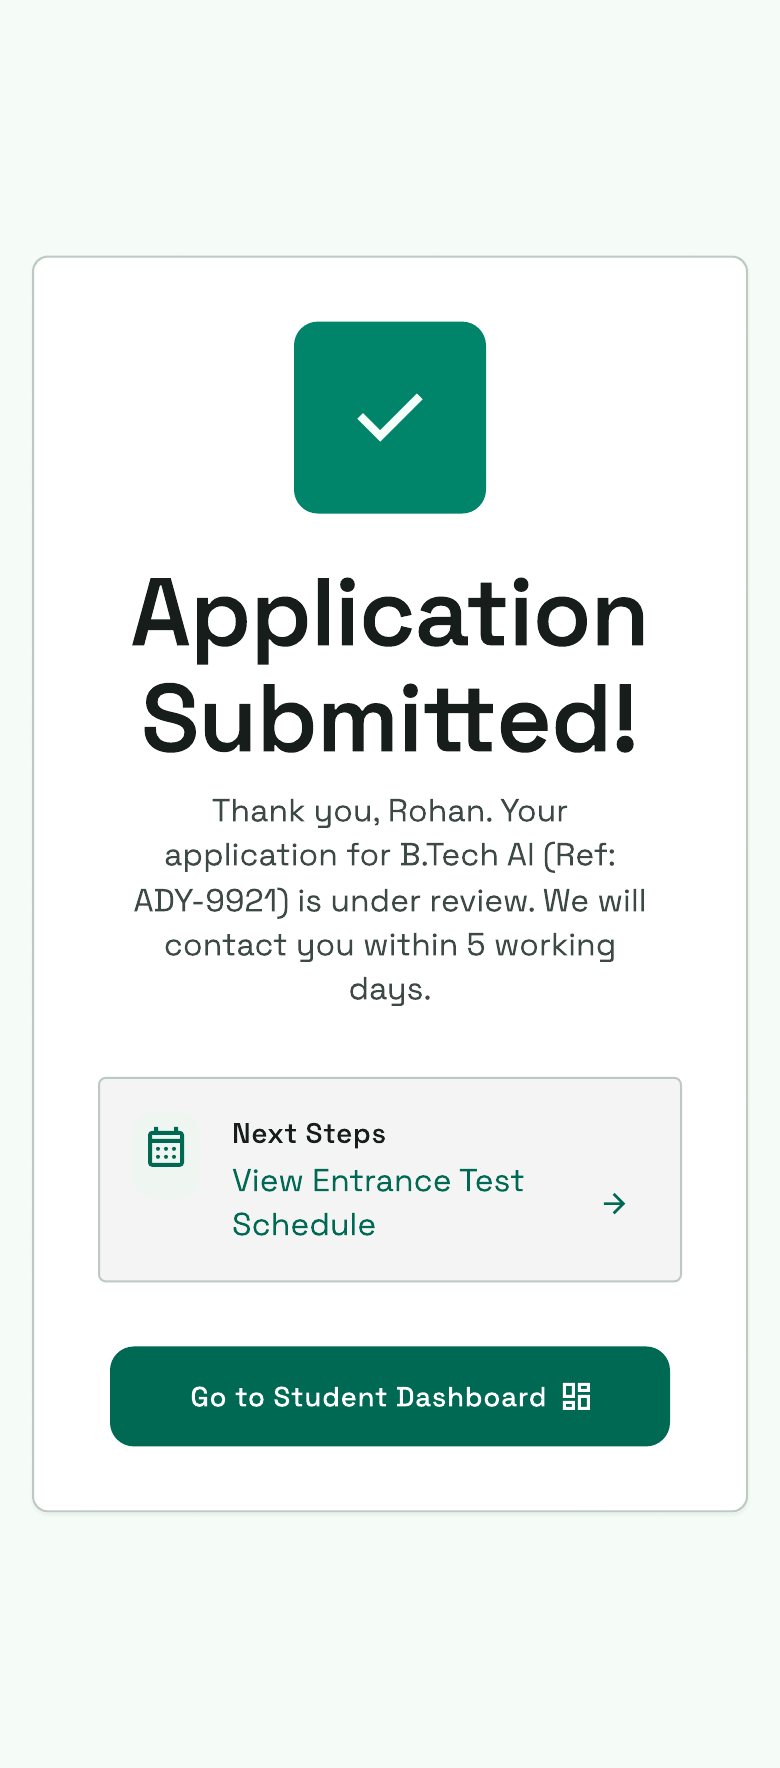 Application
Submitted!
Thank you, Rohan. Your
application for B.Tech AI (Ref:
ADY-9921) is under review. We will
contact you within 5 working
days.
Next Steps
View Entrance Test
Schedule
Go to Student Dashboard